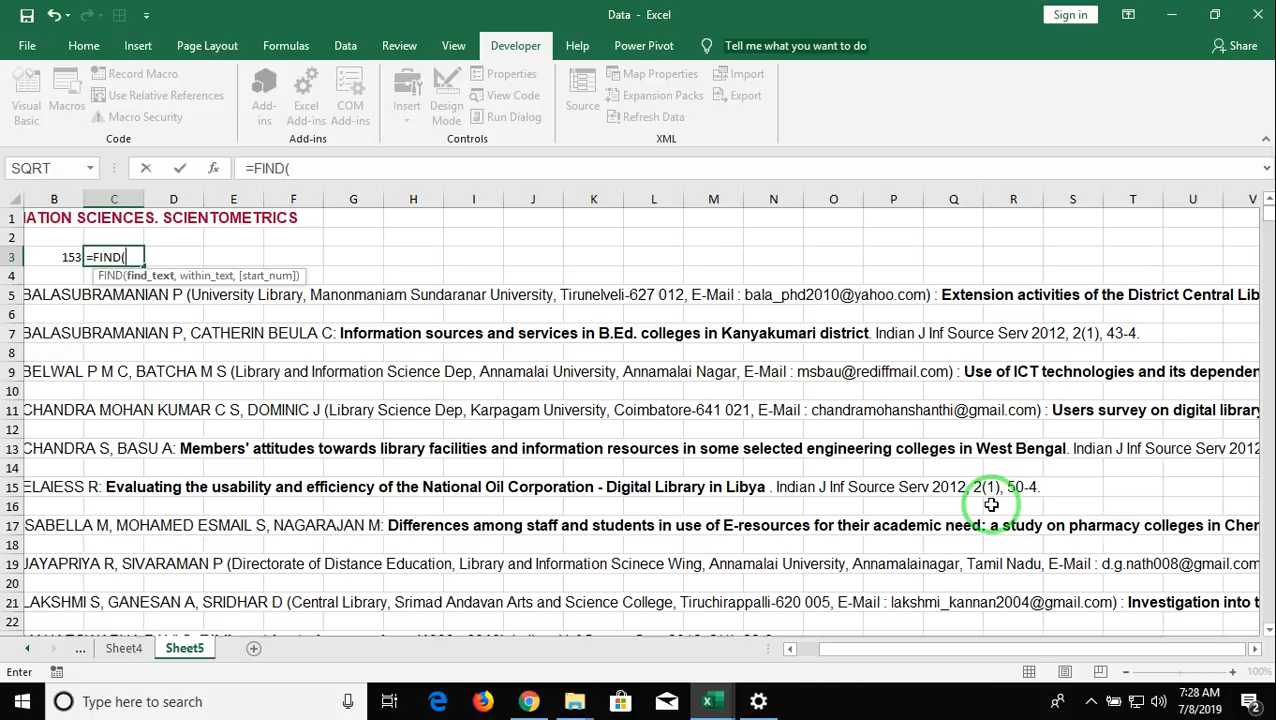 Data - Excel
Sign in
File Home Insert Page Layout Formulas Data Review View Developer Help Power Pivot Tell me what you want to do Share
Visual Basic
Macros
Record Macro
Use Relative References
Macro Security
Code
Add-ins
Excel Add-ins
COM Add-ins
Add-ins
Insert
Design Mode
Properties
View Code
Run Dialog
Controls
Source
Map Properties
Expansion Packs
Refresh Data
Import
Export
XML
SQRT fx =FIND(
B C D E F G H I J K L M N O P Q R S T U V
1 IATION SCIENCES. SCIENTOMETRICS
2
3 153 =FIND(
4 FIND(find_text, within_text, [start_num])
5 BALASUBRAMANIAN P (University Library, Manonmaniam Sundaranar University, Tirunelveli-627 012, E-Mail : bala_phd2010@yahoo.com) : Extension activities of the District Central Lib
6
7 BALASUBRAMANIAN P, CATHERIN BEULA C: Information sources and services in B.Ed. colleges in Kanyakumari district. Indian J Inf Source Serv 2012, 2(1), 43-4.
8
9 BELWAL P M C, BATCHA M S (Library and Information Science Dep, Annamalai University, Annamalai Nagar, E-Mail : msbau@rediffmail.com) : Use of ICT technologies and its dependen
10
11 CHANDRA MOHAN KUMAR C S, DOMINIC J (Library Science Dep, Karpagam University, Coimbatore-641 021, E-Mail : chandramohanshanthi@gmail.com) : Users survey on digital library
12
13 CHANDRA S, BASU A: Members' attitudes towards library facilities and information resources in some selected engineering colleges in West Bengal. Indian J Inf Source Serv 2012
14
15 ELAIESS R: Evaluating the usability and efficiency of the National Oil Corporation - Digital Library in Libya . Indian J Inf Source Serv 2012, 2(1), 50-4.
16
17 ISABELLA M, MOHAMED ESMAIL S, NAGARAJAN M: Differences among staff and students in use of E-resources for their academic need: a study on pharmacy colleges in Chen
18
19 JAYAPRIYA R, SIVARAMAN P (Directorate of Distance Education, Library and Information Scinece Wing, Annamalai University, Annamalainagar, Tamil Nadu, E-Mail : d.g.nath008@gmail.com
20
21 LAKSHMI S, GANESAN A, SRIDHAR D (Central Library, Srimad Andavan Arts and Science College, Tiruchirappalli-620 005, E-Mail : lakshmi_kannan2004@gmail.com) : Investigation into t
22
... Sheet4 Sheet5
Enter 100%
Type here to search
7:28 AM
7/8/2019
2